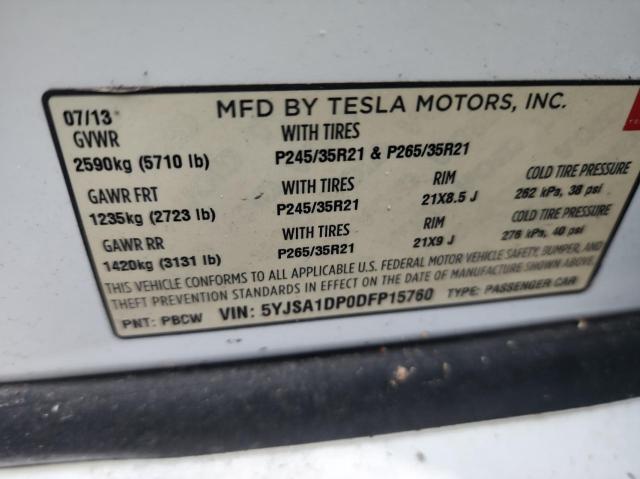 07/13 MFD BY TESLA MOTORS, INC.
GVWR WITH TIRES
2590kg (5710 lb) P245/35R21 & P265/35R21
GAWR FRT WITH TIRES RIM COLD TIRE PRESSURE
1235kg (2723 lb) P245/35R21 21X8.5 J 262 kPa, 38 psi
GAWR RR WITH TIRES RIM COLD TIRE PRESSURE
1420kg (3131 lb) P265/35R21 21X9 J 276 kPa, 40 psi
THIS VEHICLE CONFORMS TO ALL APPLICABLE U.S. FEDERAL MOTOR VEHICLE SAFETY, BUMPER, AND
THEFT PREVENTION STANDARDS IN EFFECT ON THE DATE OF MANUFACTURE SHOWN ABOVE.
PNT: PBCW VIN: 5YJSA1DP0DFP15760 TYPE: PASSENGER CAR